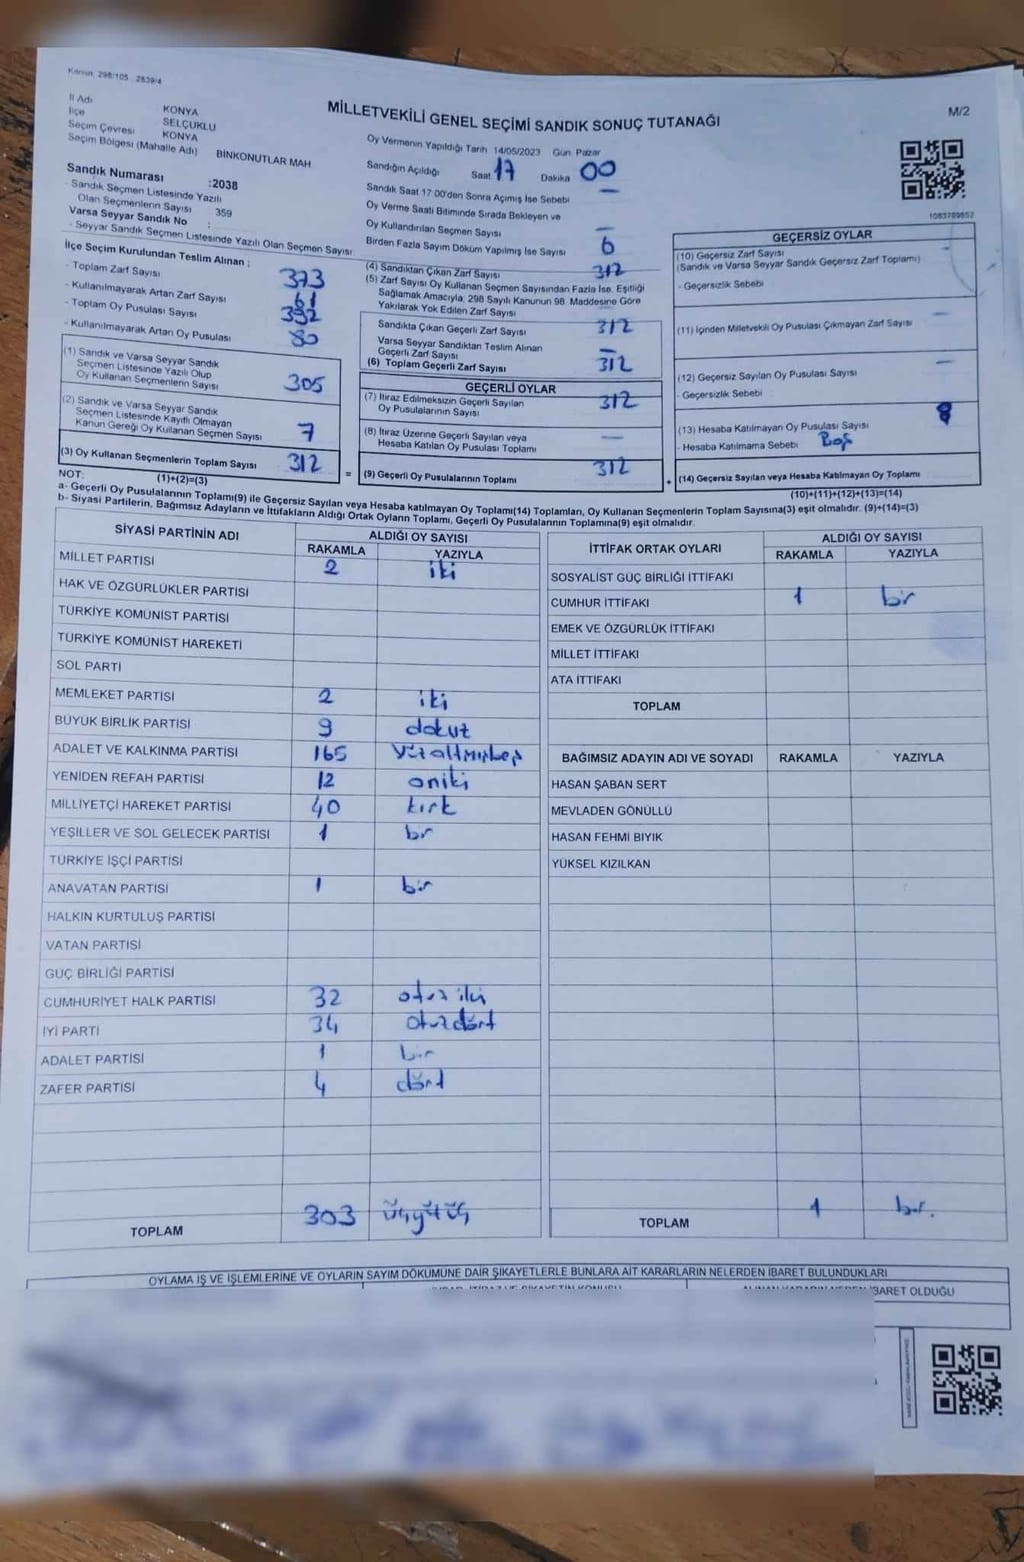 Kanun: 298/105 2839/4
MİLLETVEKİLİ GENEL SEÇİMİ SANDIK SONUÇ TUTANAĞI
M/2
İl Adı KONYA
İlçe SELÇUKLU
Seçim Çevresi KONYA
Seçim Bölgesi (Mahalle Adı) BİNKONUTLAR MAH
Sandık Numarası :2038
- Sandık Seçmen Listesinde Yazılı
Olan Seçmenlerin Sayısı 359
Varsa Seyyar Sandık No :
- Seyyar Sandık Seçmen Listesinde Yazılı Olan Seçmen Sayısı
İlçe Seçim Kurulundan Teslim Alınan :
- Toplam Zarf Sayısı 373
- Kullanılmayarak Artan Zarf Sayısı 61
- Toplam Oy Pusulası Sayısı 392
- Kullanılmayarak Artan Oy Pusulası 80
(1) Sandık ve Varsa Seyyar Sandık
Seçmen Listesinde Yazılı Olup
Oy Kullanan Seçmenlerin Sayısı 305
(2) Sandık ve Varsa Seyyar Sandık
Seçmen Listesinde Kayıtlı Olmayan
Kanun Gereği Oy Kullanan Seçmen Sayısı 7
(3) Oy Kullanan Seçmenlerin Toplam Sayısı 312
(1)+(2)=(3)
Oy Vermenin Yapıldığı Tarih 14/05/2023 Gün Pazar
Sandığın Açıldığı Saat 17 Dakika 00
Sandık Saat 17:00'den Sonra Açımış İse Sebebi —
Oy Verme Saati Bitiminde Sırada Bekleyen ve
Oy Kullandırılan Seçmen Sayısı —
Birden Fazla Sayım Döküm Yapılmış İse Sayısı 6
(4) Sandıktan Çıkan Zarf Sayısı 312
(5) Zarf Sayısı Oy Kullanan Seçmen Sayısından Fazla İse, Eşitliği
Sağlamak Amacıyla, 298 Sayılı Kanunun 98. Maddesine Göre
Yakılarak Yok Edilen Zarf Sayısı
Sandıkta Çıkan Geçerli Zarf Sayısı 312
Varsa Seyyar Sandıktan Teslim Alınan
Geçerli Zarf Sayısı —
(6) Toplam Geçerli Zarf Sayısı 312
GEÇERLİ OYLAR
(7) İtiraz Edilmeksizin Geçerli Sayılan
Oy Pusulalarının Sayısı 312
(8) İtiraz Üzerine Geçerli Sayılan veya
Hesaba Katılan Oy Pusulası Toplamı —
= (9) Geçerli Oy Pusulalarının Toplamı 312
1083789852
GEÇERSİZ OYLAR
(10) Geçersiz Zarf Sayısı
(Sandık ve Varsa Seyyar Sandık Geçersiz Zarf Toplamı)
- Geçersizlik Sebebi
(11) İçinden Milletvekili Oy Pusulası Çıkmayan Zarf Sayısı —
(12) Geçersiz Sayılan Oy Pusulası Sayısı —
- Geçersizlik Sebebi
(13) Hesaba Katılmayan Oy Pusulası Sayısı 8
- Hesaba Katılmama Sebebi Boş
+ (14) Geçersiz Sayılan veya Hesaba Katılmayan Oy Toplamı
(10)+(11)+(12)+(13)=(14)
NOT:
a- Geçerli Oy Pusulalarının Toplamı(9) ile Geçersiz Sayılan veya Hesaba katılmayan Oy Toplamı(14) Toplamları, Oy Kullanan Seçmenlerin Toplam Sayısına(3) eşit olmalıdır. (9)+(14)=(3)
b- Siyasi Partilerin, Bağımsız Adayların ve İttifakların Aldığı Ortak Oyların Toplamı, Geçerli Oy Pusulalarının Toplamına(9) eşit olmalıdır.
SİYASİ PARTİNİN ADI ALDIĞI OY SAYISI
RAKAMLA YAZIYLA
MİLLET PARTİSİ 2 iki
HAK VE ÖZGÜRLÜKLER PARTİSİ
TÜRKİYE KOMÜNİST PARTİSİ
TÜRKİYE KOMÜNİST HAREKETİ
SOL PARTİ
MEMLEKET PARTİSİ 2 iki
BÜYÜK BİRLİK PARTİSİ 9 dokuz
ADALET VE KALKINMA PARTİSİ 165 yüzaltmışbeş
YENİDEN REFAH PARTİSİ 12 oniki
MİLLİYETÇİ HAREKET PARTİSİ 40 kırk
YEŞİLLER VE SOL GELECEK PARTİSİ 1 bir
TÜRKİYE İŞÇİ PARTİSİ
ANAVATAN PARTİSİ 1 bir
HALKIN KURTULUŞ PARTİSİ
VATAN PARTİSİ
GÜÇ BİRLİĞİ PARTİSİ
CUMHURİYET HALK PARTİSİ 32 otuz iki
İYİ PARTİ 34 otuzdört
ADALET PARTİSİ 1 bir
ZAFER PARTİSİ 4 dört
TOPLAM 303 üçyüzüç
İTTİFAK ORTAK OYLARI ALDIĞI OY SAYISI
RAKAMLA YAZIYLA
SOSYALİST GÜÇ BİRLİĞİ İTTİFAKI
CUMHUR İTTİFAKI 1 bir
EMEK VE ÖZGÜRLÜK İTTİFAKI
MİLLET İTTİFAKI
ATA İTTİFAKI
TOPLAM
BAĞIMSIZ ADAYIN ADI VE SOYADI RAKAMLA YAZIYLA
HASAN ŞABAN SERT
MEVLADEN GÖNÜLLÜ
HASAN FEHMİ BIYIK
YÜKSEL KIZILKAN
TOPLAM 1 bir.
OYLAMA İŞ VE İŞLEMLERİNE VE OYLARIN SAYIM DÖKÜMÜNE DAİR ŞİKAYETLERLE BUNLARA AİT KARARLARIN NELERDEN İBARET BULUNDUKLARI
İBARET OLDUĞU